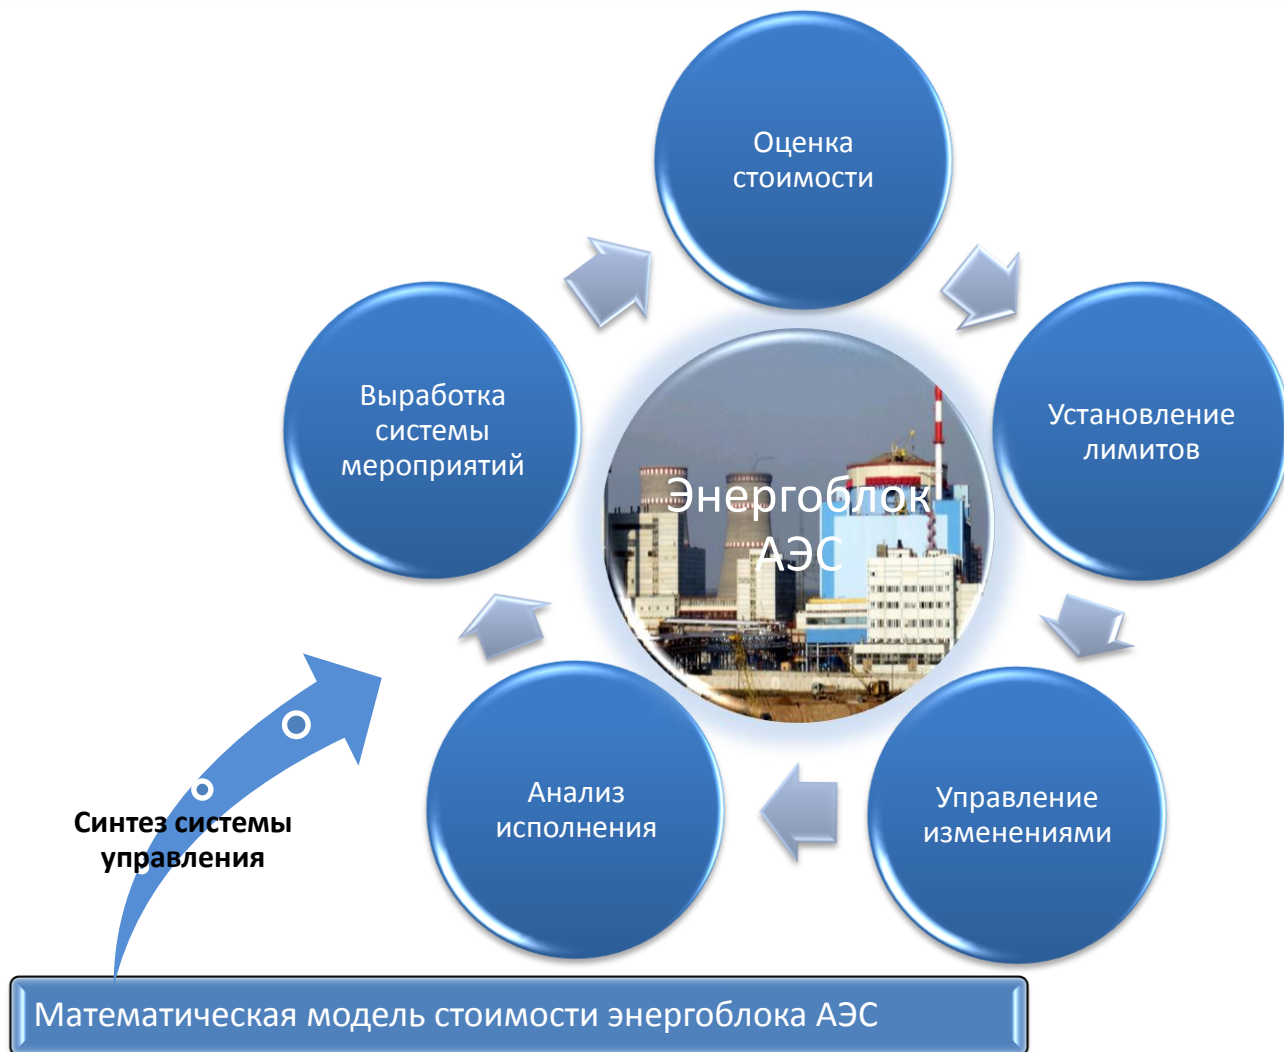 Оценка
стоимости
Выработка
системы
мероприятий
Установление
лимитов
Энергоблок
АЭС
Анализ
исполнения
Управление
изменениями
Синтез системы
управления
Математическая модель стоимости энергоблока АЭС